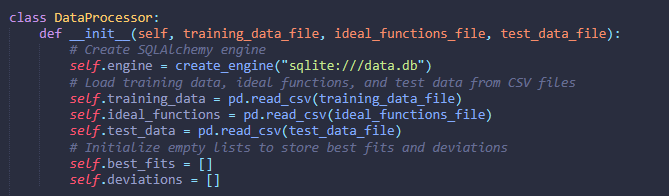 class DataProcessor:
    def __init__(self, training_data_file, ideal_functions_file, test_data_file):
        # Create SQLAlchemy engine
        self.engine = create_engine("sqlite:///data.db")
        # Load training data, ideal functions, and test data from CSV files
        self.training_data = pd.read_csv(training_data_file)
        self.ideal_functions = pd.read_csv(ideal_functions_file)
        self.test_data = pd.read_csv(test_data_file)
        # Initialize empty lists to store best fits and deviations
        self.best_fits = []
        self.deviations = []